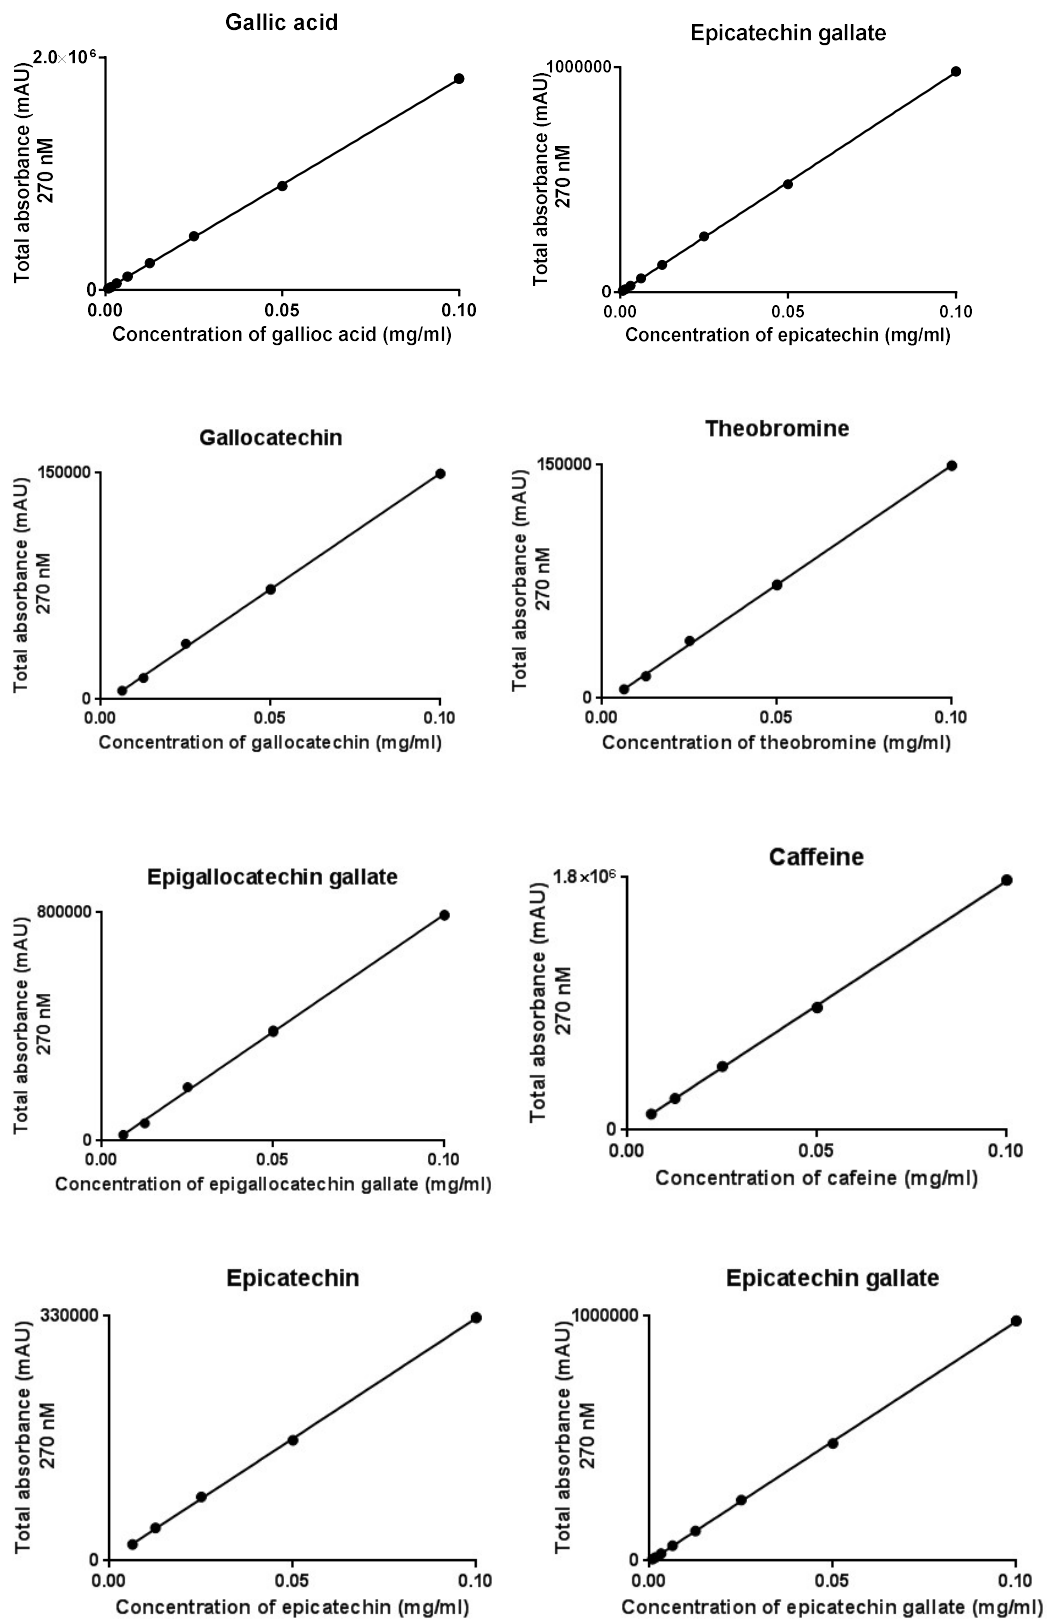 Gallic acid
2.0×10⁶
Total absorbance (mAU)
270 nM
0
0.00
0.05
0.10
Concentration of gallioc acid (mg/ml)
Epicatechin gallate
1000000
Total absorbance (mAU)
270 nM
0
0.00
0.05
0.10
Concentration of epicatechin (mg/ml)
Gallocatechin
150000
Total absorbance (mAU)
270 nM
0
0.00
0.05
0.10
Concentration of gallocatechin (mg/ml)
Theobromine
150000
Total absorbance (mAU)
270 nM
0
0.00
0.05
0.10
Concentration of theobromine (mg/ml)
Epigallocatechin gallate
800000
Total absorbance (mAU)
270 nM
0
0.00
0.05
0.10
Concentration of epigallocatechin gallate (mg/ml)
Caffeine
1.8×10⁶
Total absorbance (mAU)
270 nM
0
0.00
0.05
0.10
Concentration of cafeine (mg/ml)
Epicatechin
330000
Total absorbance (mAU)
270 nM
0
0.00
0.05
0.10
Concentration of epicatechin (mg/ml)
Epicatechin gallate
1000000
Total absorbance (mAU)
270 nM
0
0.00
0.05
0.10
Concentration of epicatechin gallate (mg/ml)